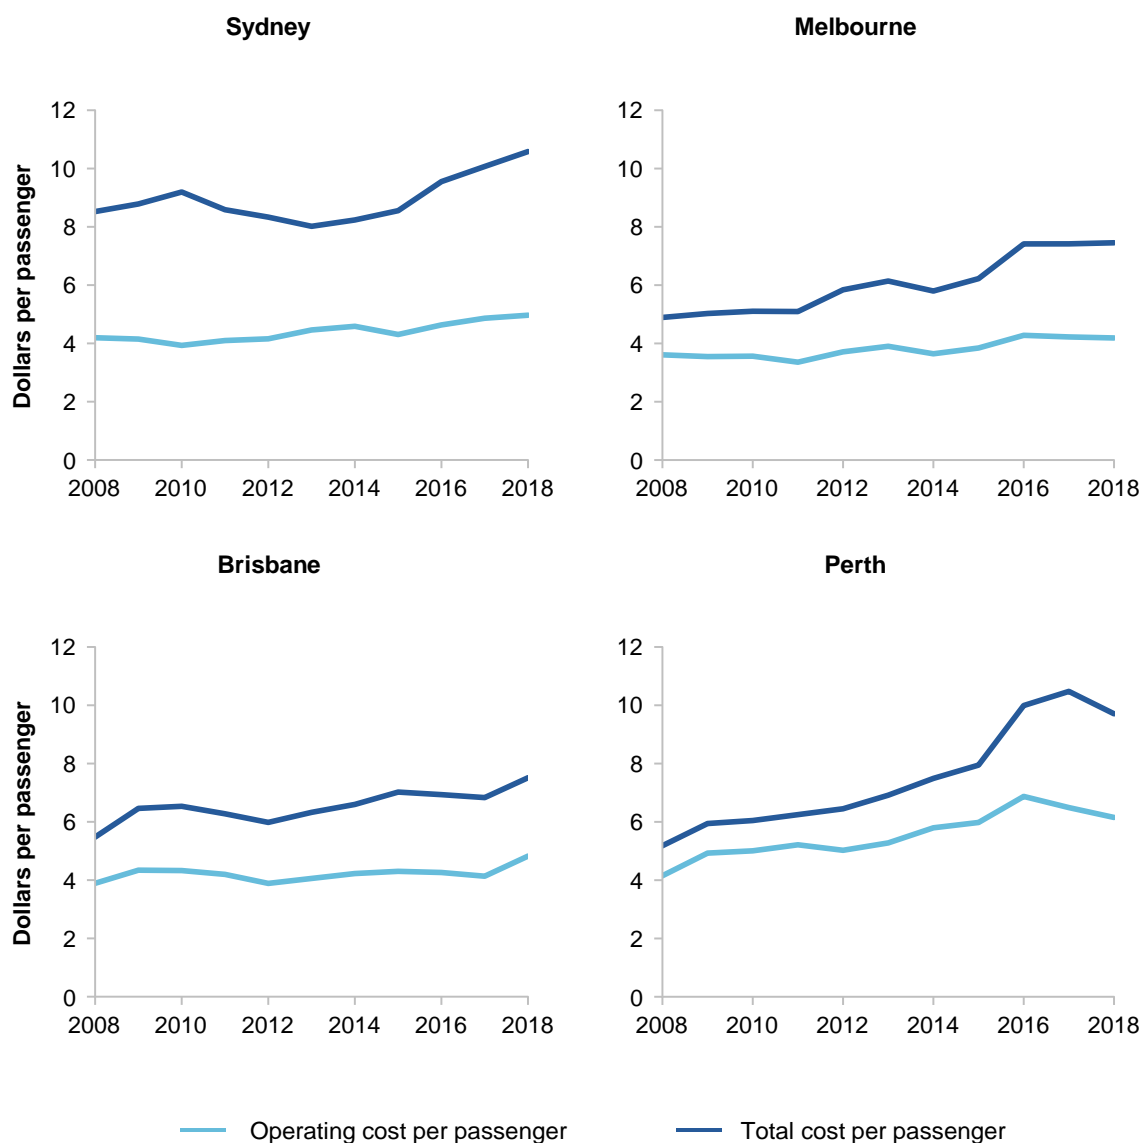 Sydney
Melbourne
Dollars per passenger
12
10
8
6
4
2
0
2008 2010 2012 2014 2016 2018
12
10
8
6
4
2
0
2008 2010 2012 2014 2016 2018
Brisbane
Perth
Dollars per passenger
12
10
8
6
4
2
0
2008 2010 2012 2014 2016 2018
12
10
8
6
4
2
0
2008 2010 2012 2014 2016 2018
Operating cost per passenger
Total cost per passenger